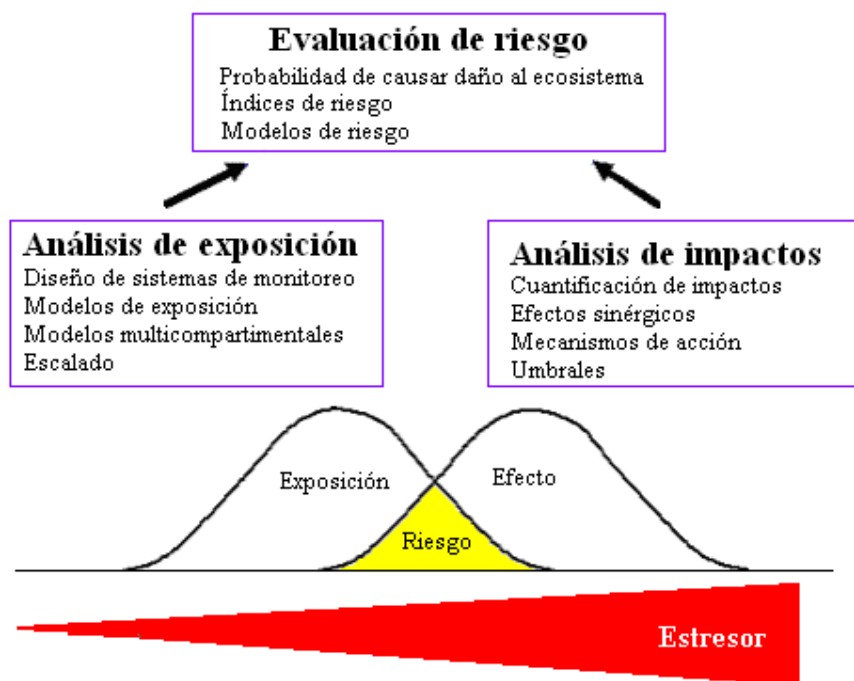 Evaluación de riesgo
Probabilidad de causar daño al ecosistema
Índices de riesgo
Modelos de riesgo
Análisis de exposición
Diseño de sistemas de monitoreo
Modelos de exposición
Modelos multicompartimentales
Escalado
Análisis de impactos
Cuantificación de impactos
Efectos sinérgicos
Mecanismos de acción
Umbrales
Exposición
Efecto
Riesgo
Estresor